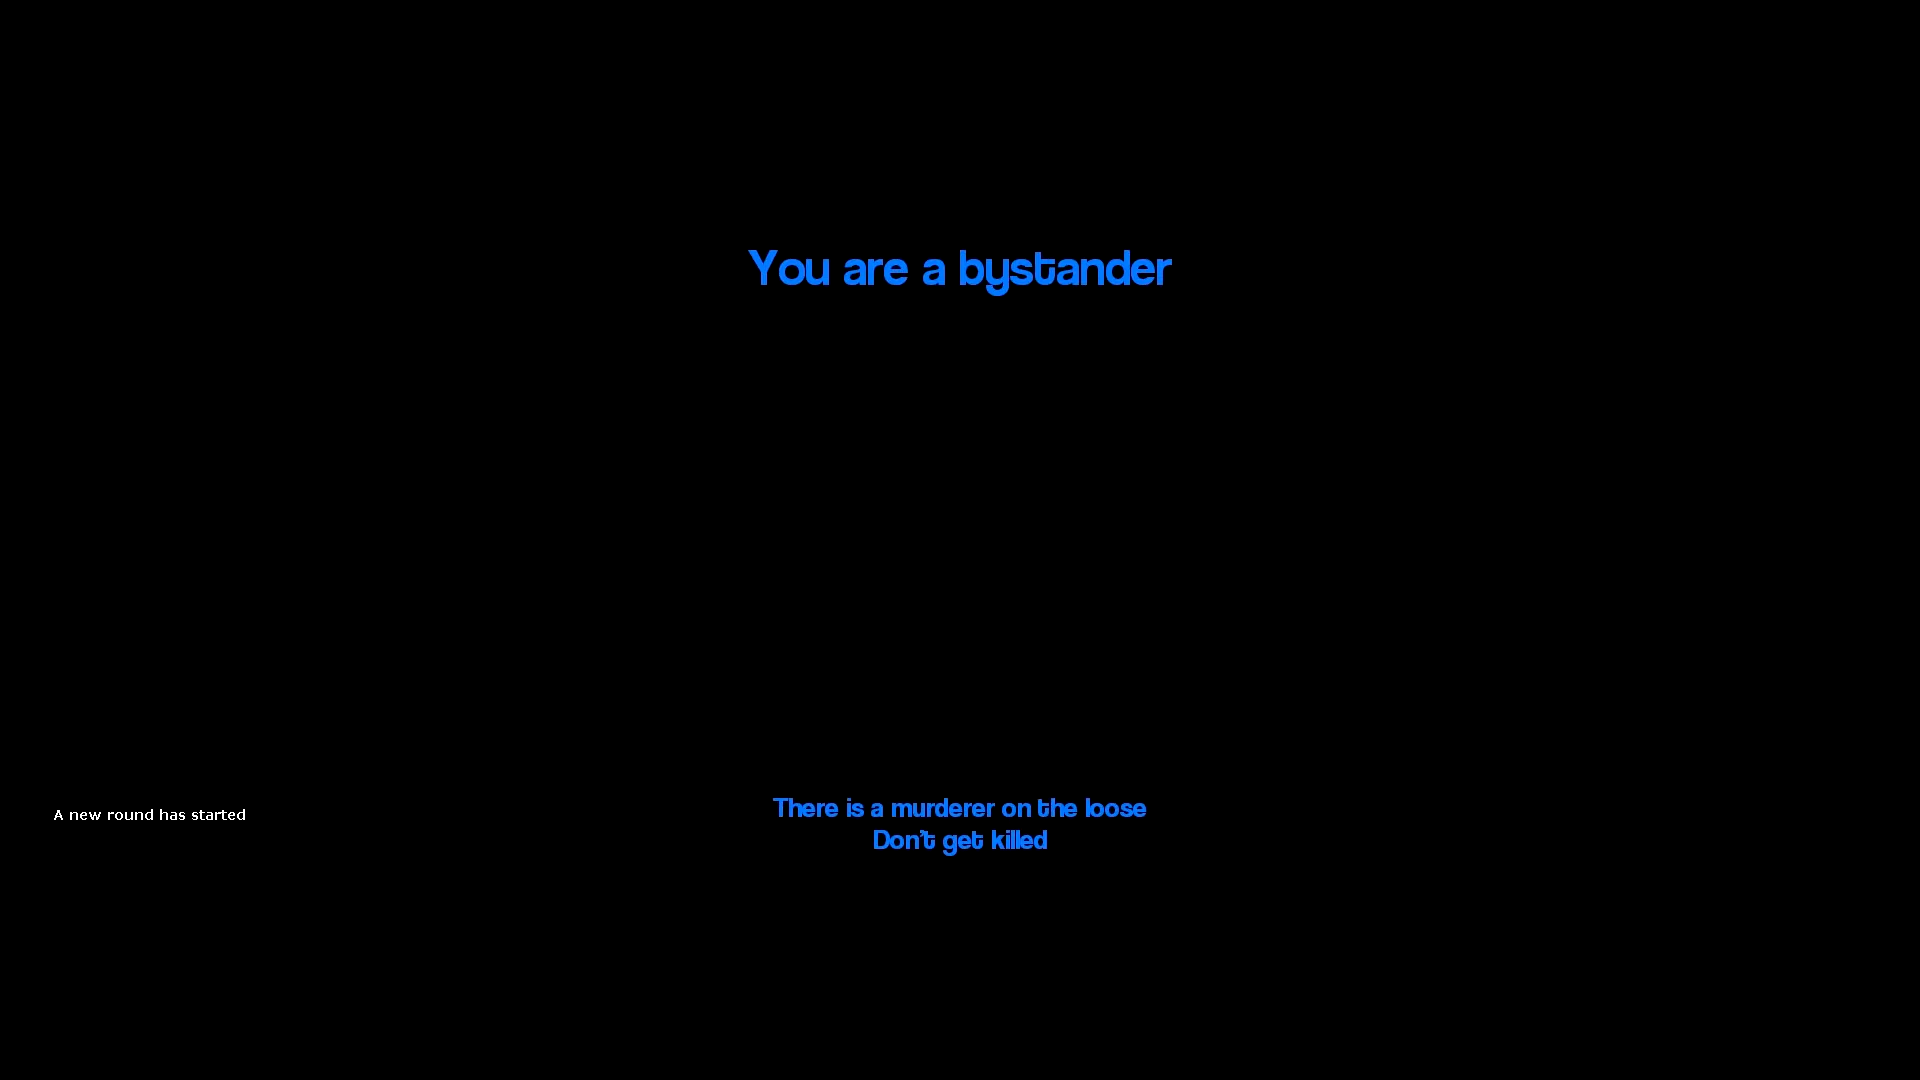 You are a bystander
A new round has started
There is a murderer on the loose
Don't get killed